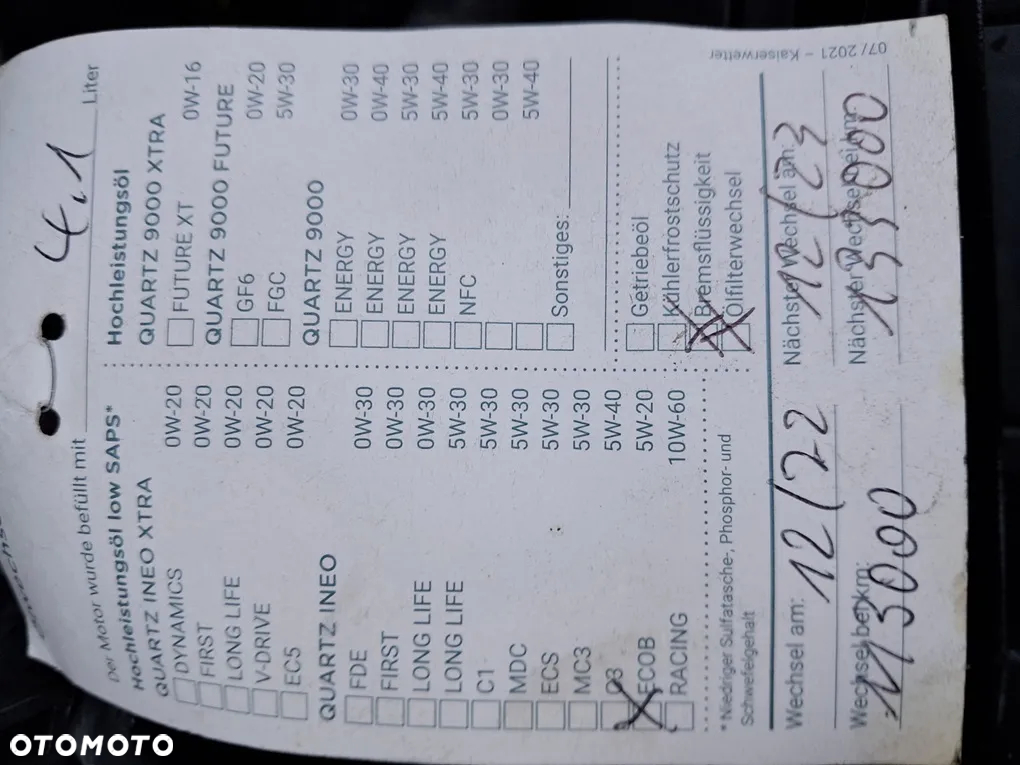 Der Motor wurde befüllt mit 4,1 Liter
Hochleistungsöl low SAPS*
QUARTZ INEO XTRA
DYNAMICS 0W-20
FIRST 0W-20
LONG LIFE 0W-20
V-DRIVE 0W-20
EC5 0W-20
QUARTZ INEO
FDE 0W-30
FIRST 0W-30
LONG LIFE 0W-30
LONG LIFE 5W-30
C1 5W-30
MDC 5W-30
ECS 5W-30
MC3 5W-30
5W-40
ECOB 5W-20
RACING 10W-60
*Niedriger Sulfatasche-, Phosphor- und
Schwefelgehalt
Hochleistungsöl
QUARTZ 9000 XTRA
FUTURE XT 0W-16
QUARTZ 9000 FUTURE
GF6 0W-20
FGC 5W-30
QUARTZ 9000
ENERGY 0W-30
ENERGY 0W-40
ENERGY 5W-30
ENERGY 5W-40
NFC 5W-30
0W-30
5W-40
Sonstiges:
Getriebeöl
Kühlerfrostschutz
Bremsflüssigkeit
Ölfilterwechsel
Wechsel am: 12/22
Nächster Wechsel am: 12/23
Wechsel bei km: 113000
Nächster Wechsel bei km: 133000
07/2021 – Kaiserwetter
OTOMOTO